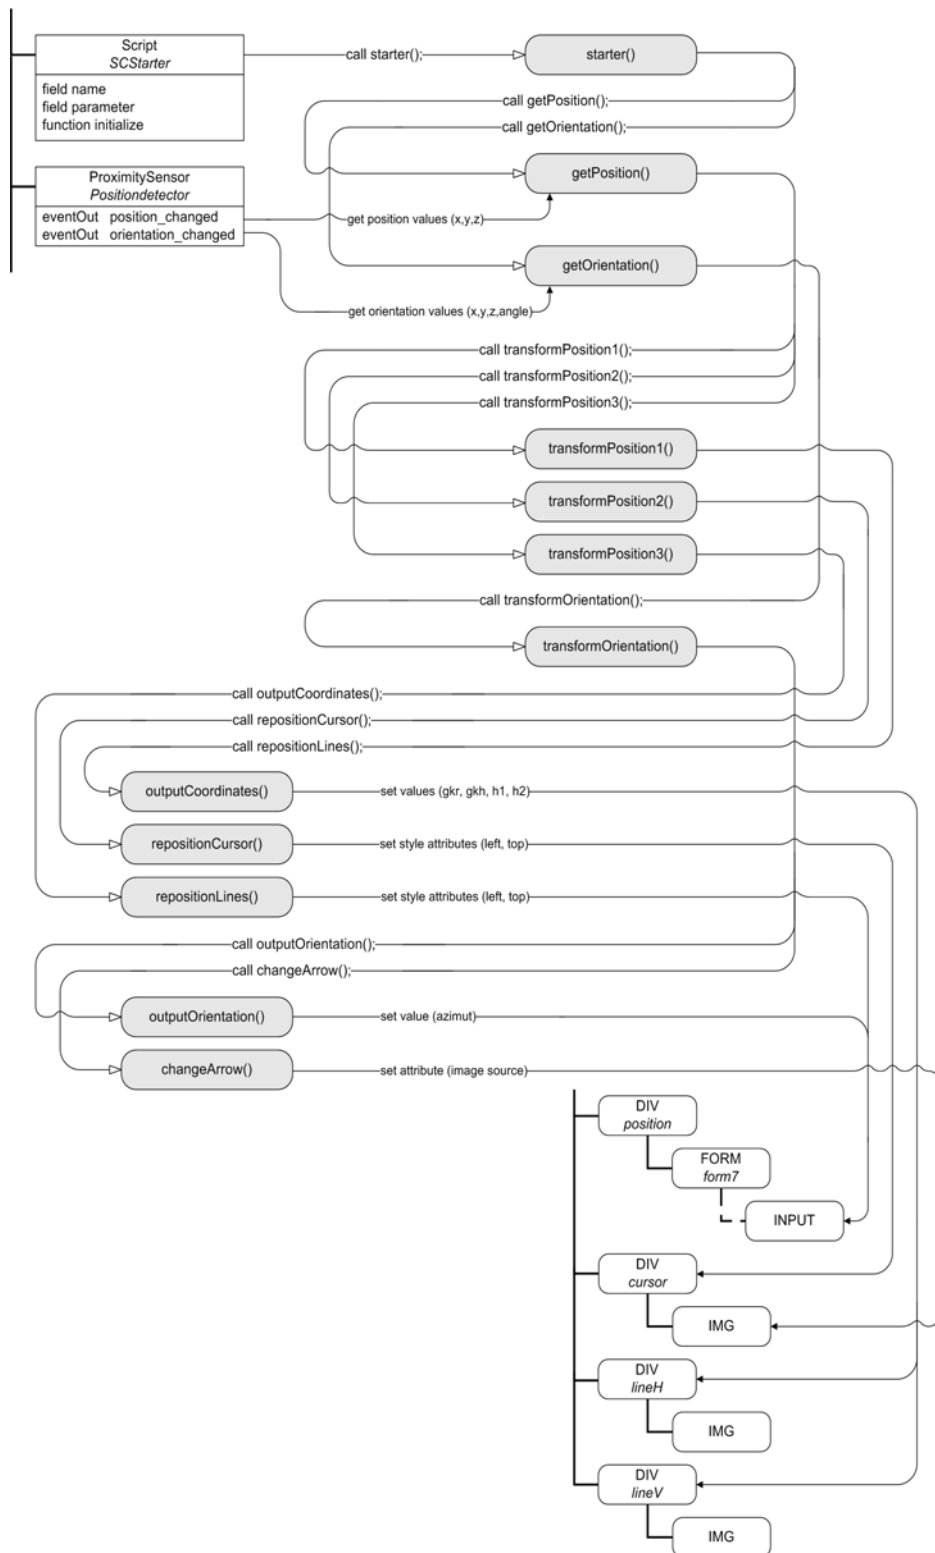 Script
SCStarter
field name
field parameter
function initialize
call starter();
starter()
call getPosition();
call getOrientation();
ProximitySensor
Positiondetector
eventOut position_changed
eventOut orientation_changed
getPosition()
get position values (x,y,z)
getOrientation()
get orientation values (x,y,z,angle)
call transformPosition1();
call transformPosition2();
call transformPosition3();
transformPosition1()
transformPosition2()
transformPosition3()
call transformOrientation();
transformOrientation()
call outputCoordinates();
call repositionCursor();
call repositionLines();
outputCoordinates()
set values (gkr, gkh, h1, h2)
repositionCursor()
set style attributes (left, top)
repositionLines()
set style attributes (left, top)
call outputOrientation();
call changeArrow();
outputOrientation()
set value (azimut)
changeArrow()
set attribute (image source)
DIV
position
FORM
form7
INPUT
DIV
cursor
IMG
DIV
lineH
IMG
DIV
lineV
IMG